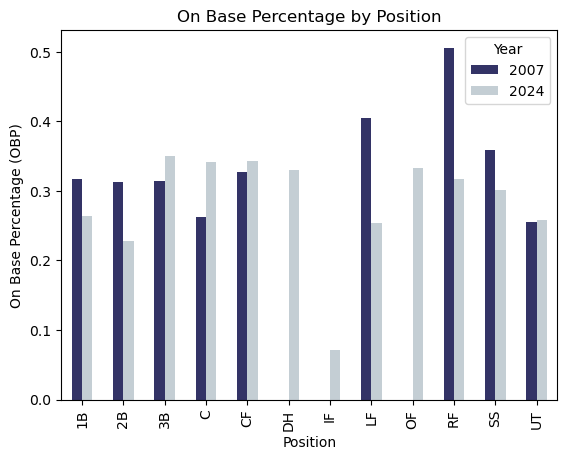 On Base Percentage by Position
Year
2007
2024
On Base Percentage (OBP)
0.5
0.4
0.3
0.2
0.1
0.0
1B
2B
3B
C
CF
DH
IF
LF
OF
RF
SS
UT
Position